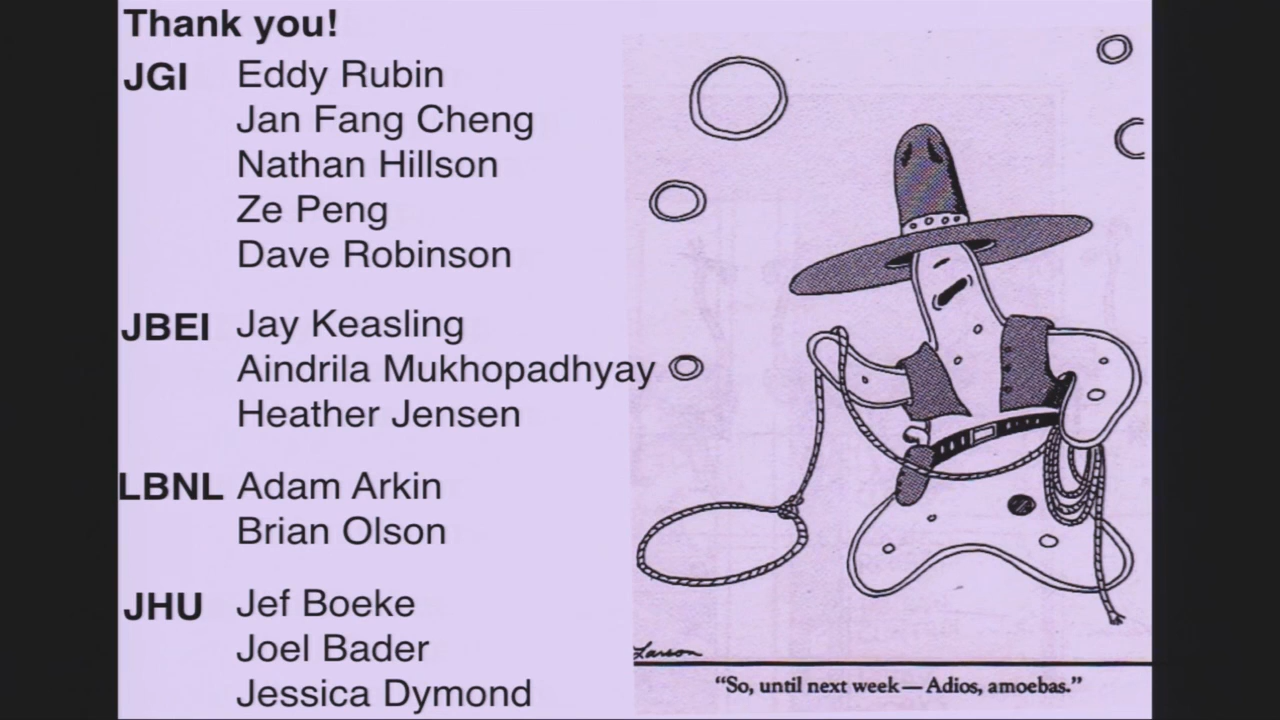 Thank you!
JGI Eddy Rubin
Jan Fang Cheng
Nathan Hillson
Ze Peng
Dave Robinson
JBEI Jay Keasling
Aindrila Mukhopadhyay
Heather Jensen
LBNL Adam Arkin
Brian Olson
JHU Jef Boeke
Joel Bader
Jessica Dymond
Larson
“So, until next week—Adios, amoebas.”